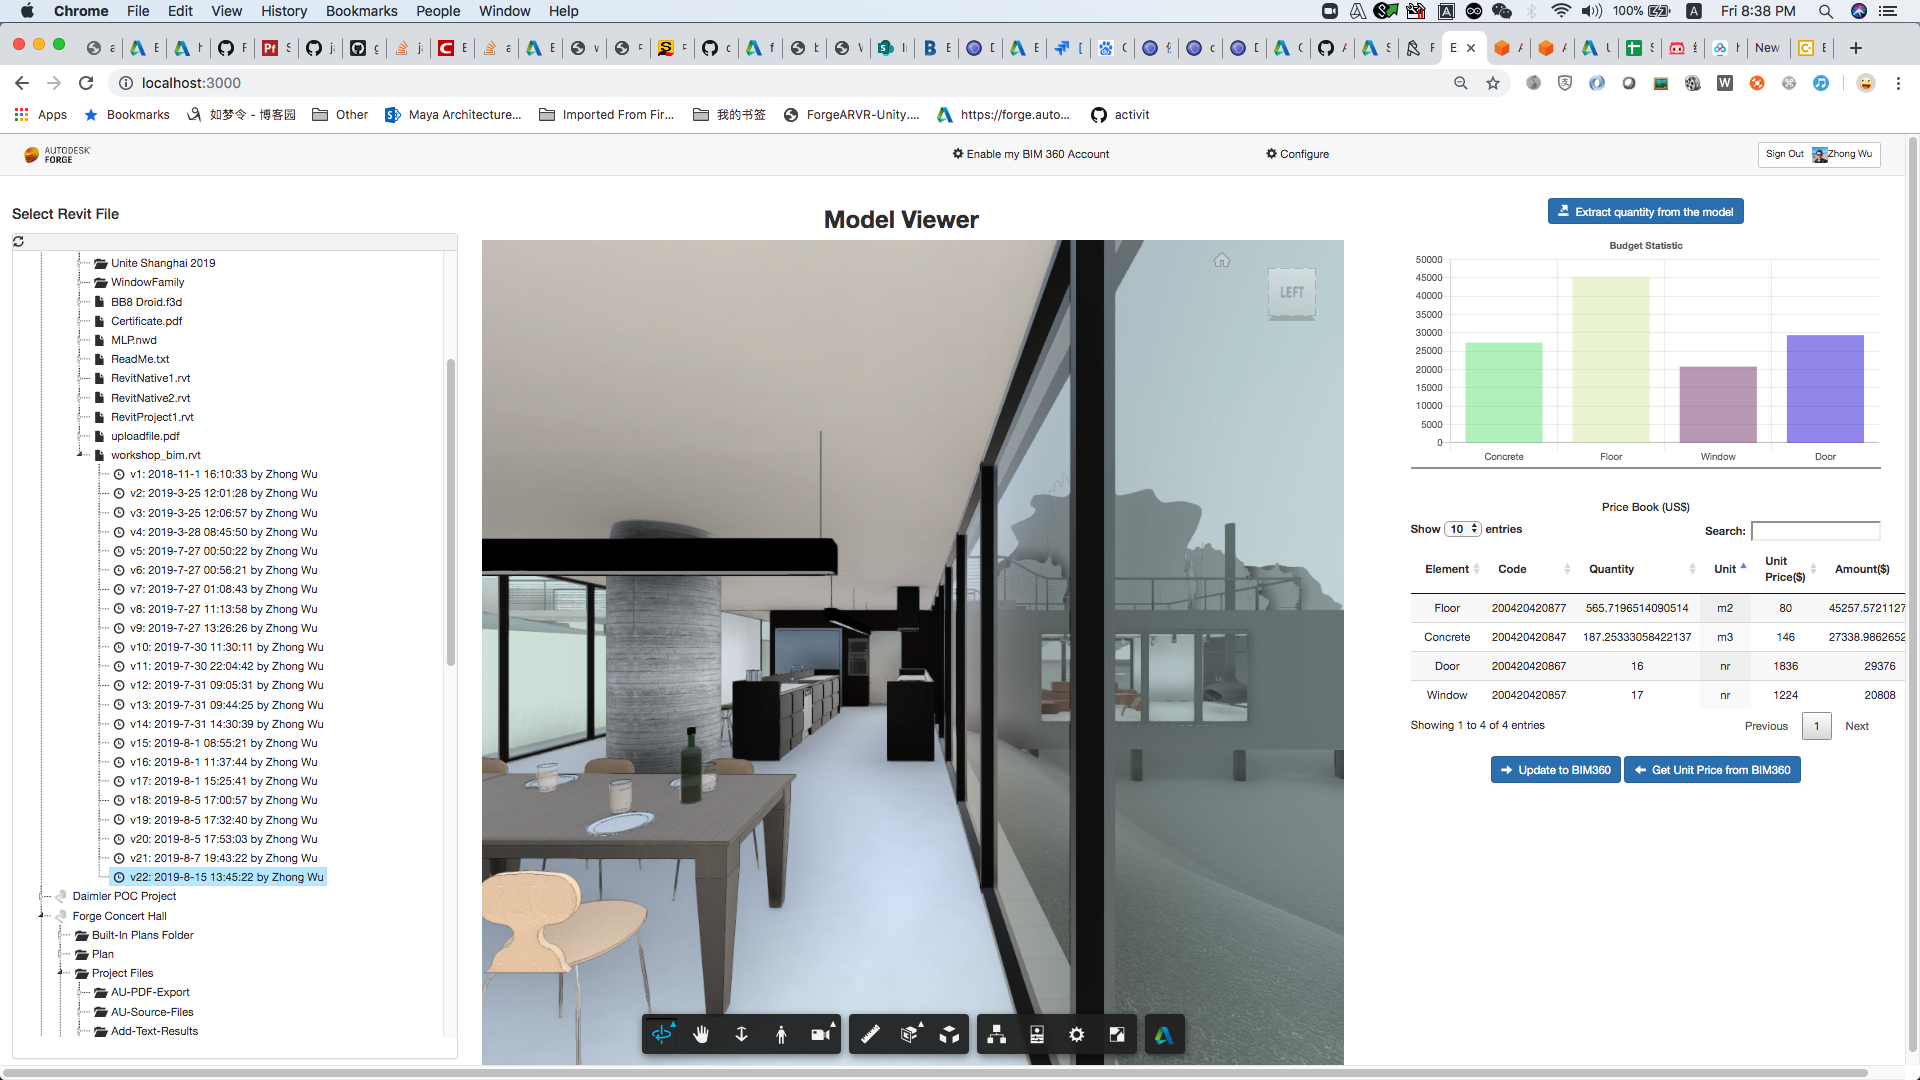 Chrome File Edit View History Bookmarks People Window Help
100% Fri 8:38 PM
New
localhost:3000
Apps Bookmarks 如梦令 - 博客园 Other Maya Architecture... Imported From Fir... 我的书签 ForgeARVR-Unity.... https://forge.auto... activit
AUTODESK FORGE
Enable my BIM 360 Account
Configure
Sign Out Zhong Wu
Select Revit File
Unite Shanghai 2019
WindowFamily
BB8 Droid.f3d
Certificate.pdf
MLP.nwd
ReadMe.txt
RevitNative1.rvt
RevitNative2.rvt
RevitProject1.rvt
uploadfile.pdf
workshop_bim.rvt
v1: 2018-11-1 16:10:33 by Zhong Wu
v2: 2019-3-25 12:01:28 by Zhong Wu
v3: 2019-3-25 12:06:57 by Zhong Wu
v4: 2019-3-28 08:45:50 by Zhong Wu
v5: 2019-7-27 00:50:22 by Zhong Wu
v6: 2019-7-27 00:56:21 by Zhong Wu
v7: 2019-7-27 01:08:43 by Zhong Wu
v8: 2019-7-27 11:13:58 by Zhong Wu
v9: 2019-7-27 13:26:26 by Zhong Wu
v10: 2019-7-30 11:30:11 by Zhong Wu
v11: 2019-7-30 22:04:42 by Zhong Wu
v12: 2019-7-31 09:05:31 by Zhong Wu
v13: 2019-7-31 09:44:25 by Zhong Wu
v14: 2019-7-31 14:30:39 by Zhong Wu
v15: 2019-8-1 08:55:21 by Zhong Wu
v16: 2019-8-1 11:37:44 by Zhong Wu
v17: 2019-8-1 15:25:41 by Zhong Wu
v18: 2019-8-5 17:00:57 by Zhong Wu
v19: 2019-8-5 17:32:40 by Zhong Wu
v20: 2019-8-5 17:53:03 by Zhong Wu
v21: 2019-8-7 19:43:22 by Zhong Wu
v22: 2019-8-15 13:45:22 by Zhong Wu
Daimler POC Project
Forge Concert Hall
Built-In Plans Folder
Plan
Project Files
AU-PDF-Export
AU-Source-Files
Add-Text-Results
Model Viewer
LEFT
Extract quantity from the model
Budget Statistic
50000
45000
40000
35000
30000
25000
20000
15000
10000
5000
0
Concrete Floor Window Door
Price Book (US$)
Show 10 entries Search:
Element Code Quantity Unit Unit Price($) Amount($)
Floor 200420420877 565.7196514090514 m2 80 45257.5721127
Concrete 200420420847 187.25333058422137 m3 146 27338.9862652
Door 200420420867 16 nr 1836 29376
Window 200420420857 17 nr 1224 20808
Showing 1 to 4 of 4 entries Previous 1 Next
Update to BIM360 Get Unit Price from BIM360